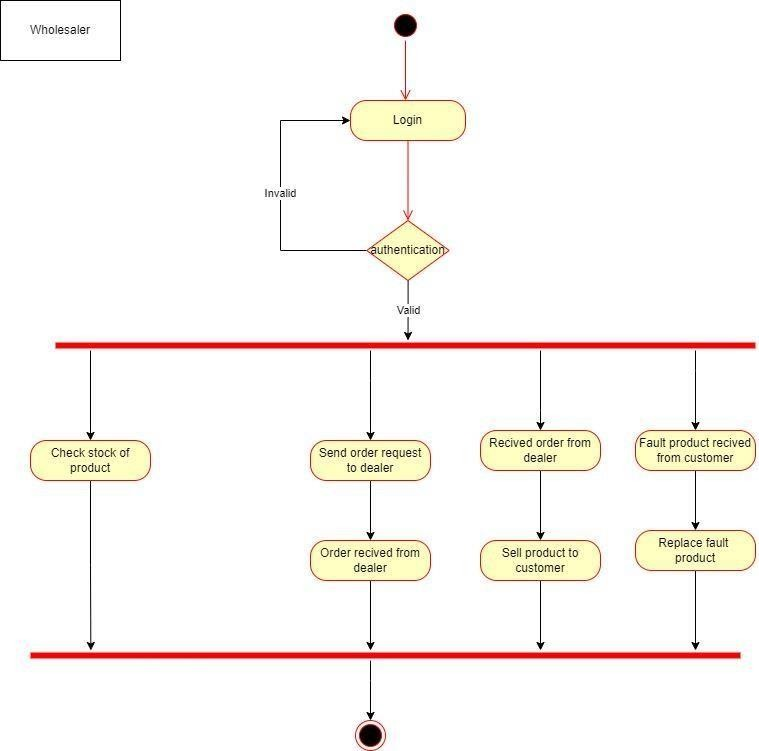 Wholesaler
Login
Invalid
authentication
Valid
Check stock of
product
Send order request
to dealer
Recived order from
dealer
Fault product recived
from customer
Order recived from
dealer
Sell product to
customer
Replace fault
product